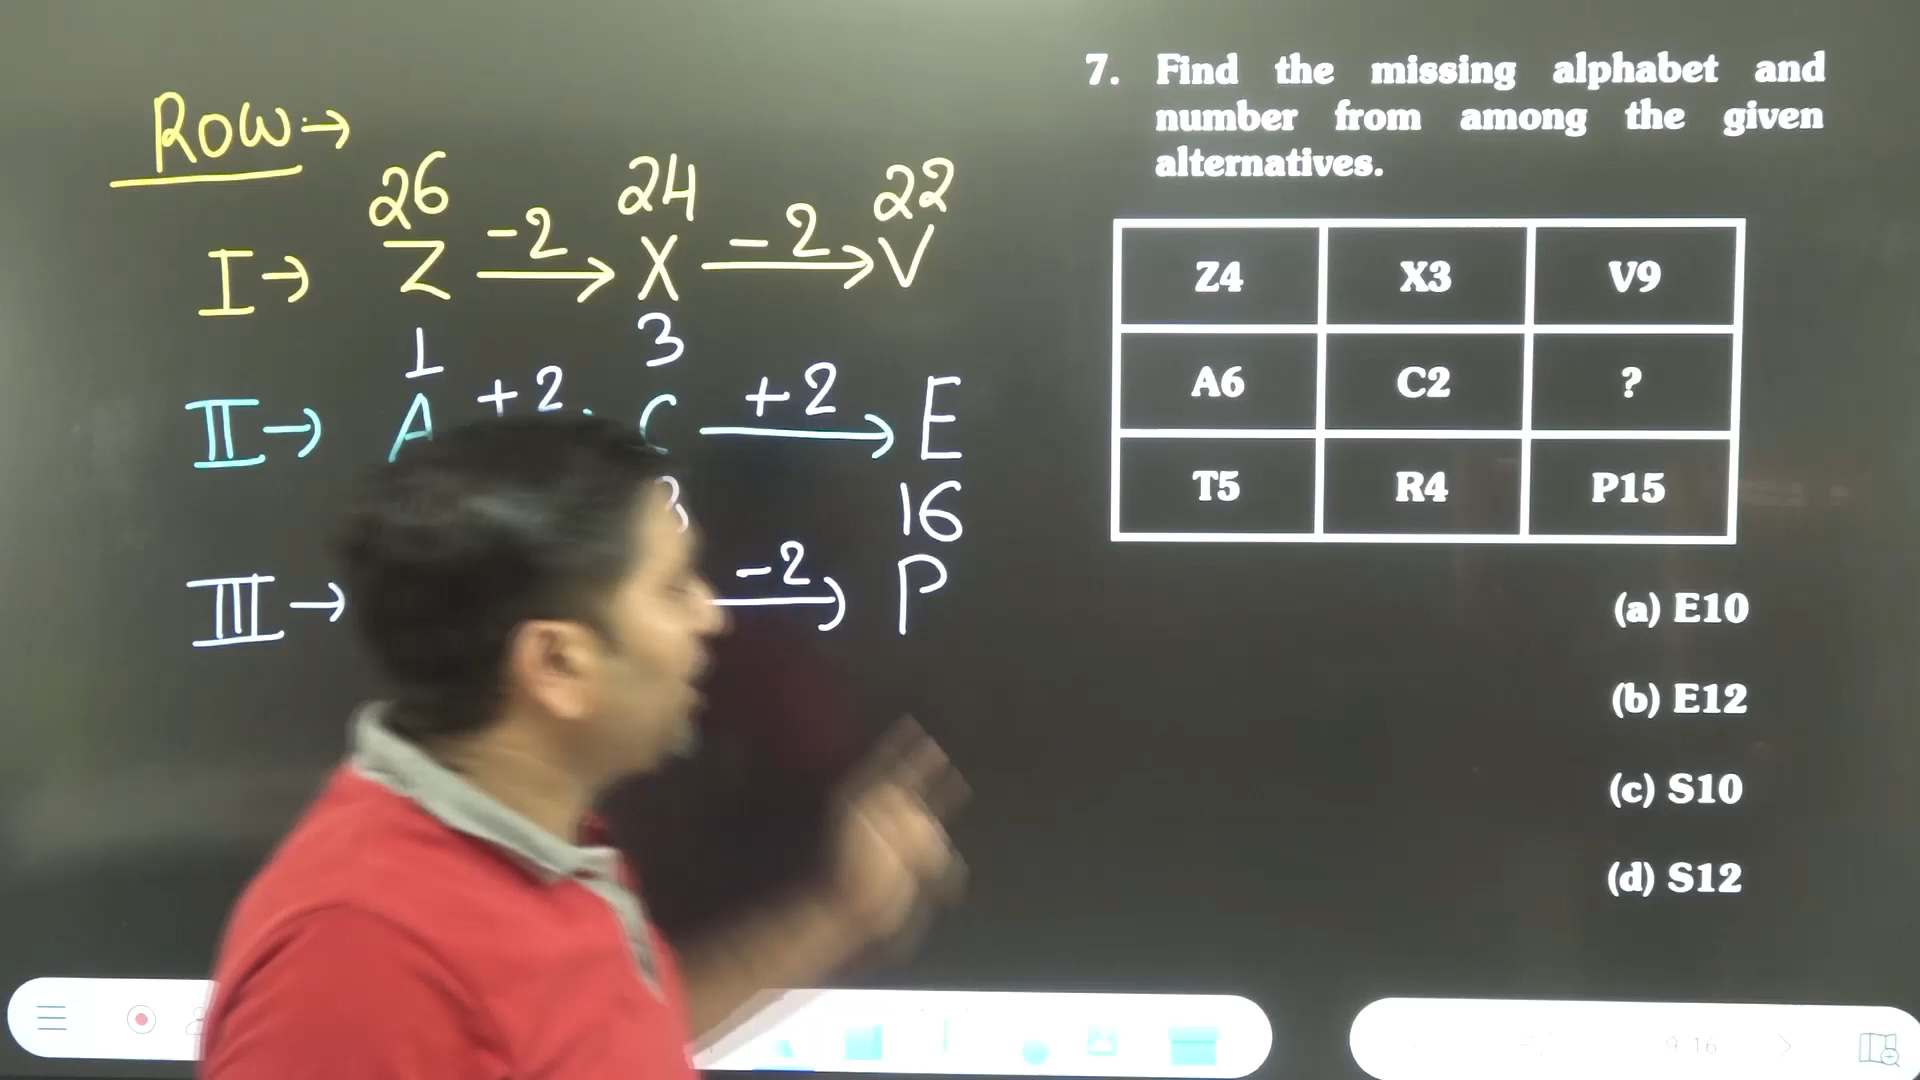 ROW:→
26 24 22
I→ Z -2 X -2 V
1 3
II→ A +2 C +2 E
16
III→ -2 P
7. Find the missing alphabet and
number from among the given
alternatives.
Z4 X3 V9
A6 C2 ?
T5 R4 P15
(a) E10
(b) E12
(c) S10
(d) S12